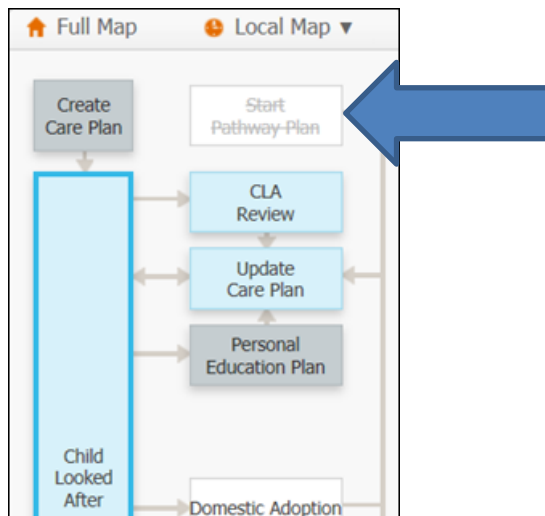 Full Map
Local Map ▼
Create
Care Plan
Start
Pathway Plan
CLA
Review
Update
Care Plan
Personal
Education Plan
Child
Looked
After
Domestic Adoption